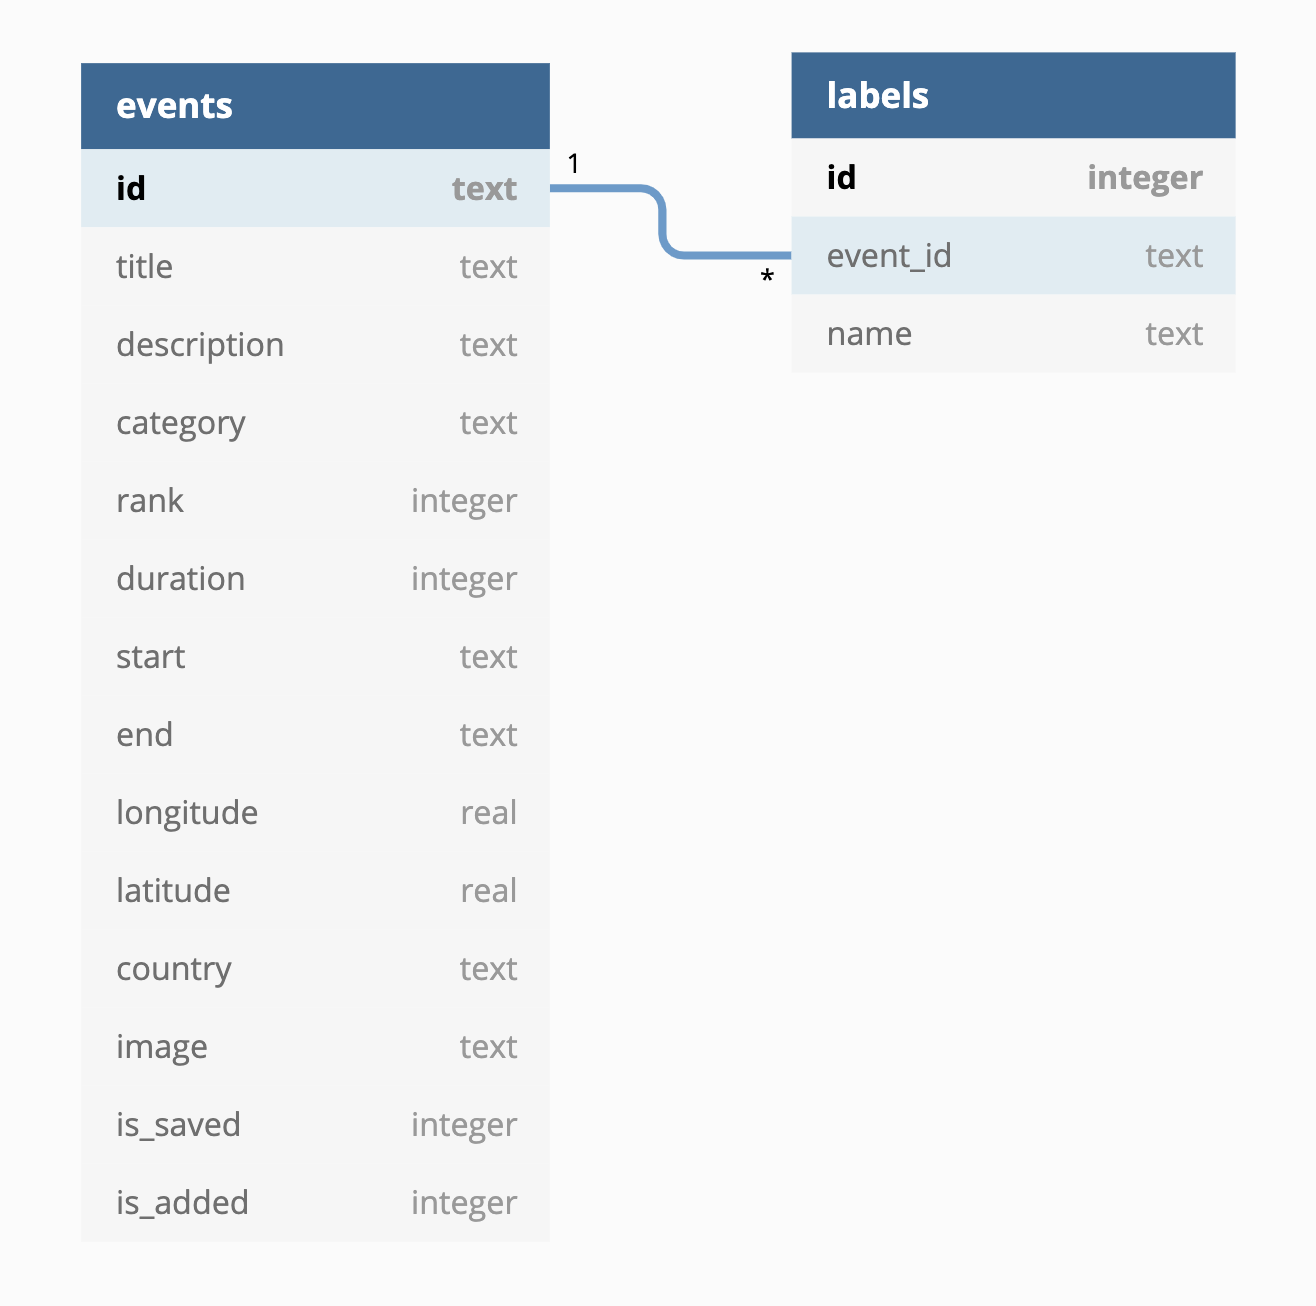 events
id text
title text
description text
category text
rank integer
duration integer
start text
end text
longitude real
latitude real
country text
image text
is_saved integer
is_added integer
1
*
labels
id integer
event_id text
name text